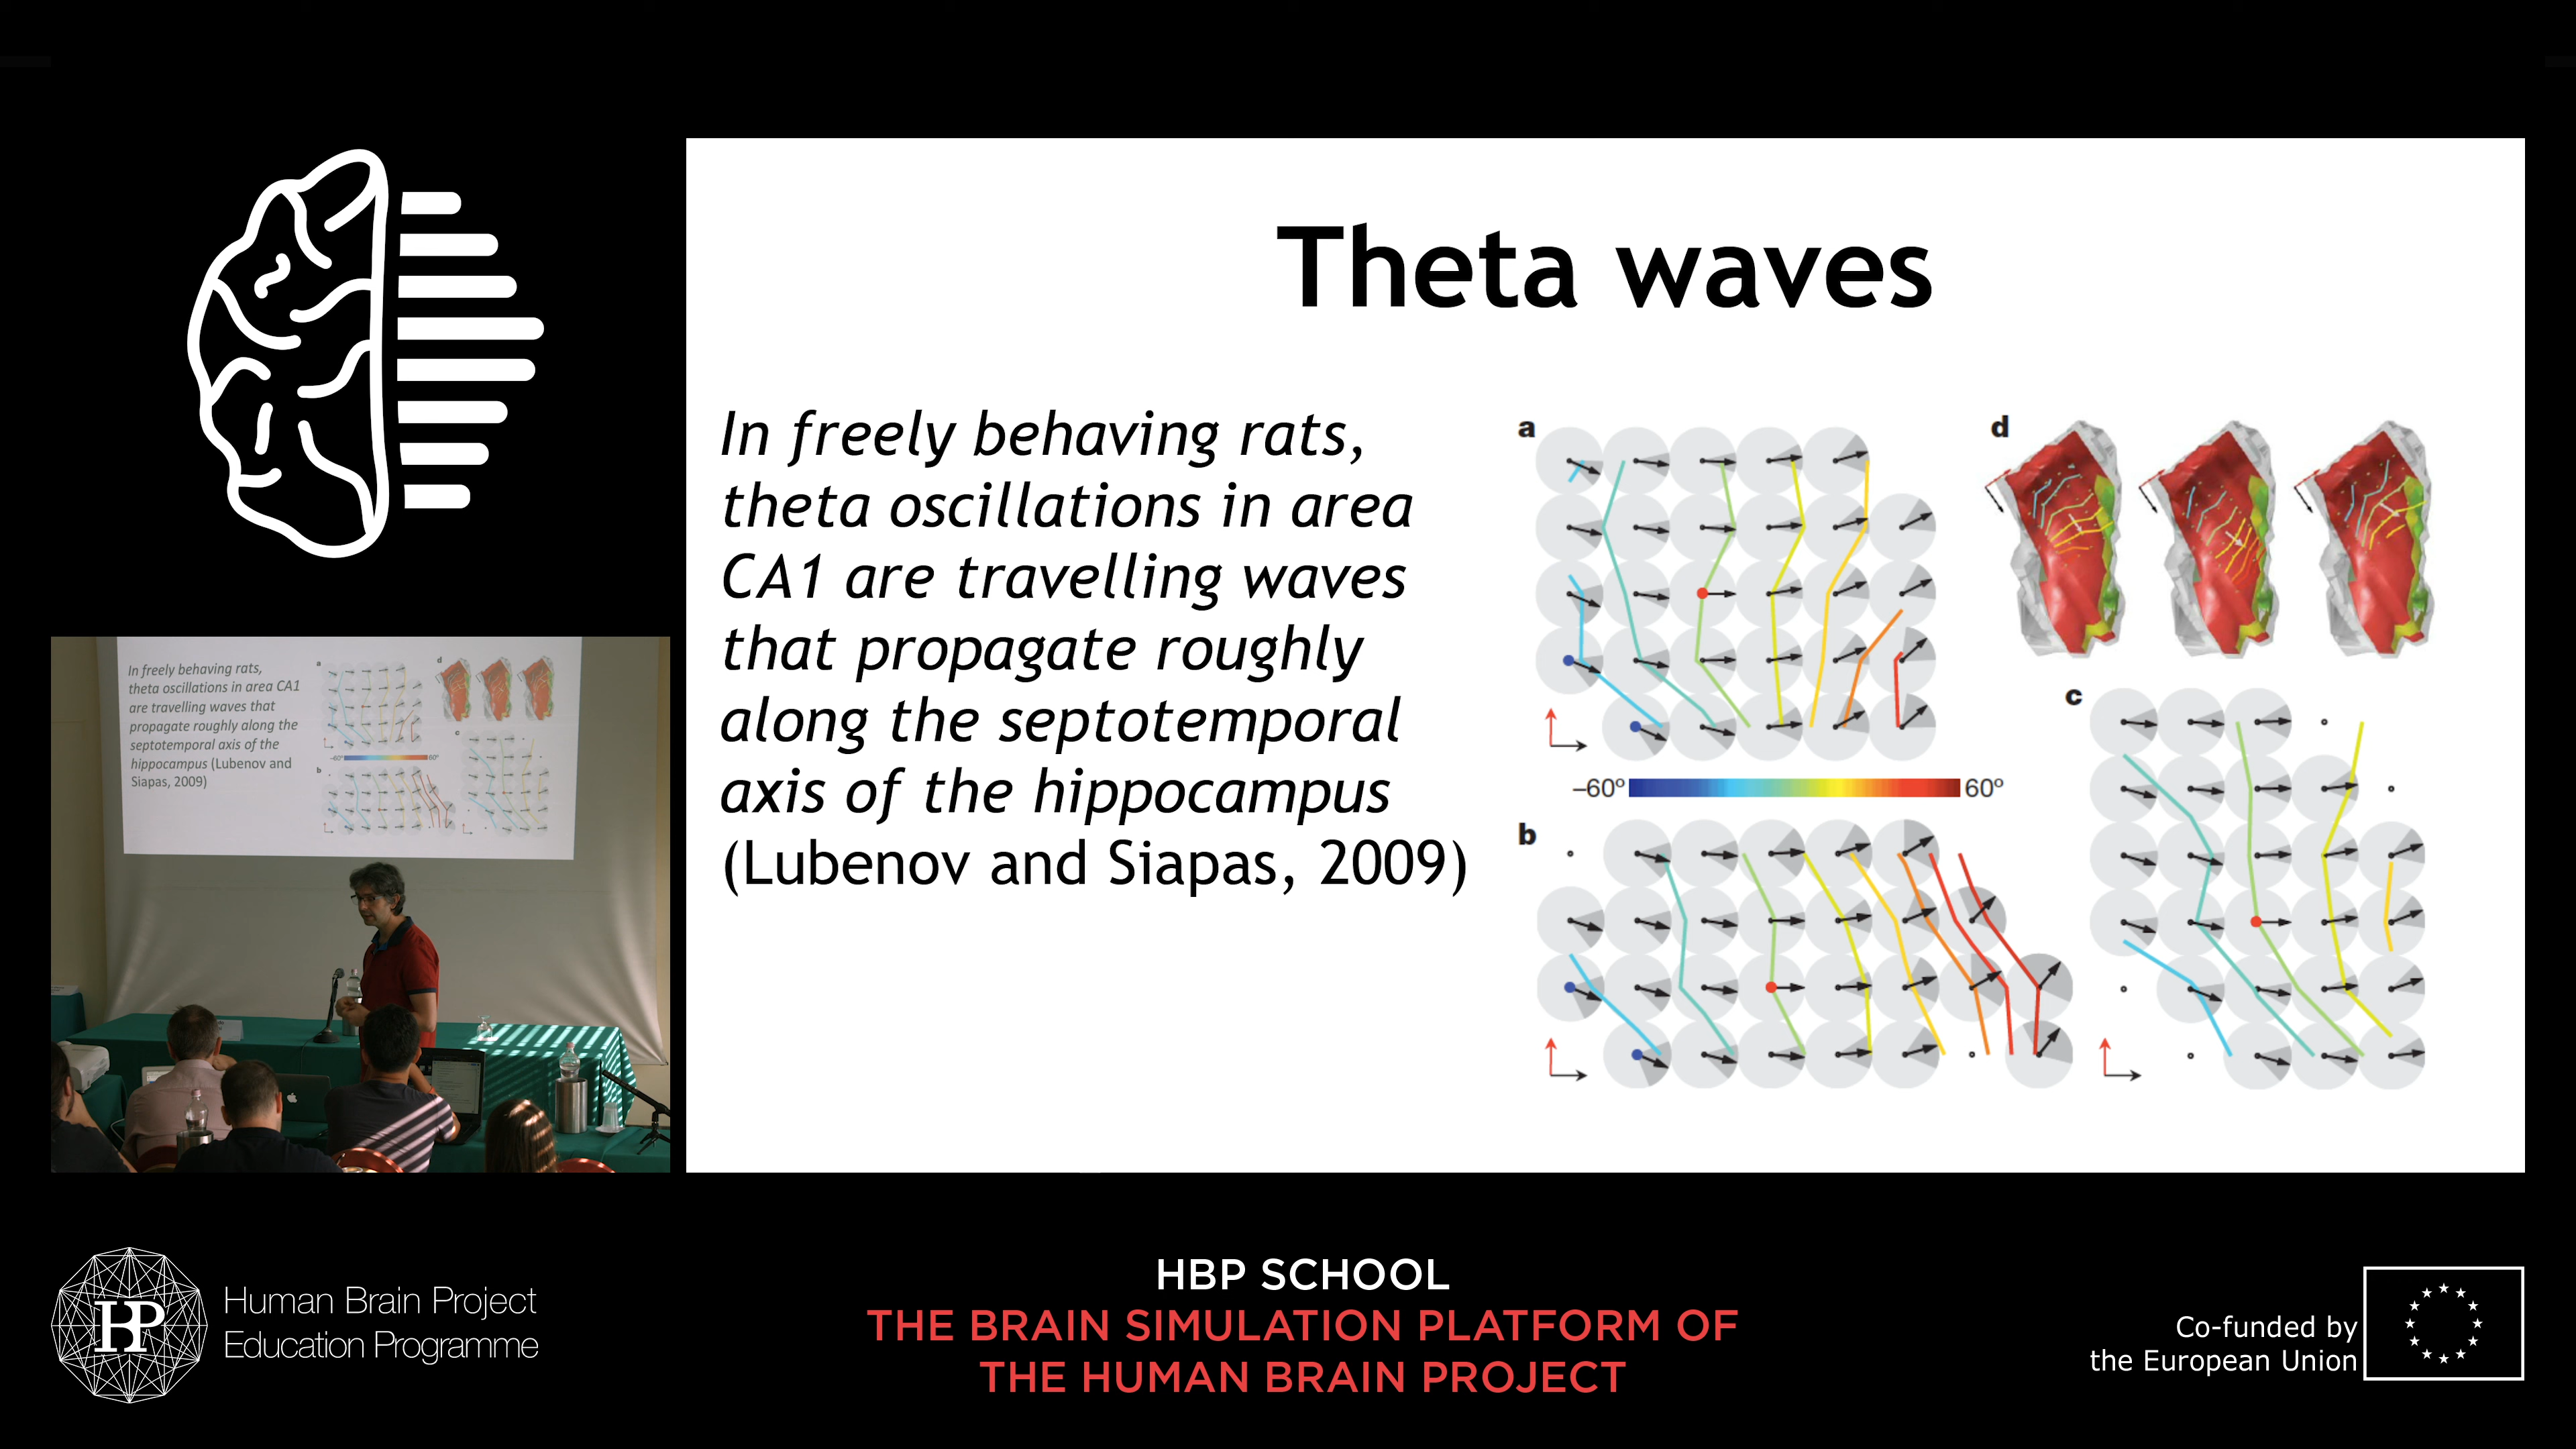 Theta waves
In freely behaving rats,
theta oscillations in area
CA1 are travelling waves
that propagate roughly
along the septotemporal
axis of the hippocampus
(Lubenov and Siapas, 2009)
a
d
–60º
60º
c
b
In freely behaving rats,
theta oscillations in area CA1
are travelling waves that
propagate roughly along the
septotemporal axis of the
hippocampus (Lubenov and
Siapas, 2009)
a
d
-60º
60º
c
b
HBP
Human Brain Project
Education Programme
HBP SCHOOL
THE BRAIN SIMULATION PLATFORM OF
THE HUMAN BRAIN PROJECT
Co-funded by
the European Union